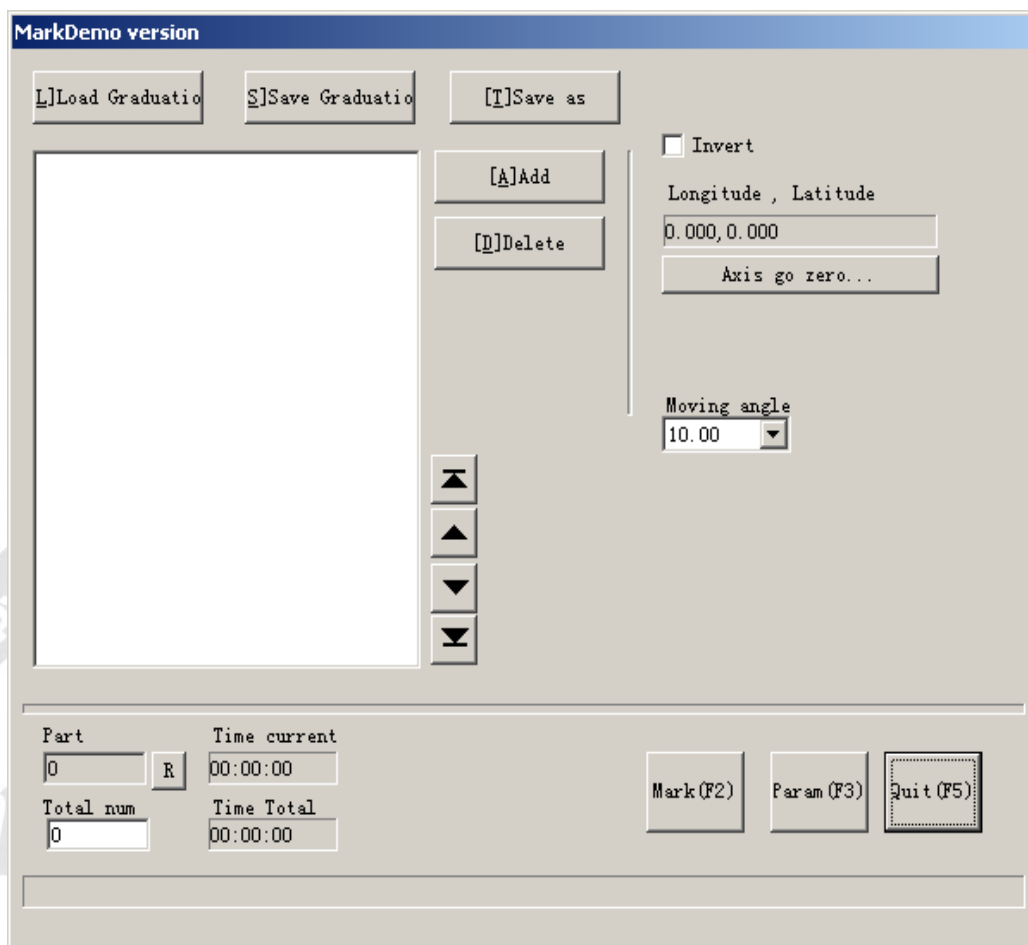 MarkDemo version
L]Load Graduatio
S]Save Graduatio
[T]Save as
Invert
[A]Add
Longitude , Latitude
0.000,0.000
[D]Delete
Axis go zero...
Moving angle
10.00
Part
Time current
0
R
00:00:00
Mark(F2)
Param(F3)
Quit(F5)
Total num
Time Total
0
00:00:00